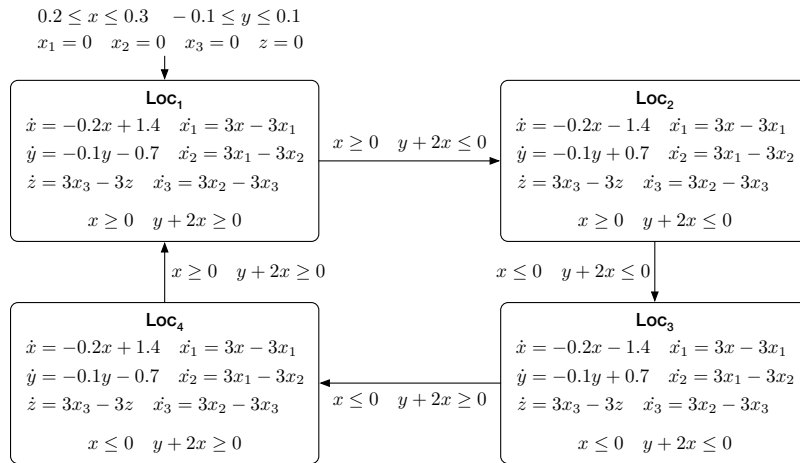 0.2 ≤ x ≤ 0.3 − 0.1 ≤ y ≤ 0.1
x₁ = 0 x₂ = 0 x₃ = 0 z = 0
Loc₁
ẋ = −0.2x + 1.4 ẋ₁ = 3x − 3x₁
ẏ = −0.1y − 0.7 ẋ₂ = 3x₁ − 3x₂
ż = 3x₃ − 3z ẋ₃ = 3x₂ − 3x₃
x ≥ 0 y + 2x ≥ 0
x ≥ 0 y + 2x ≤ 0
Loc₂
ẋ = −0.2x − 1.4 ẋ₁ = 3x − 3x₁
ẏ = −0.1y + 0.7 ẋ₂ = 3x₁ − 3x₂
ż = 3x₃ − 3z ẋ₃ = 3x₂ − 3x₃
x ≥ 0 y + 2x ≤ 0
x ≥ 0 y + 2x ≥ 0
x ≤ 0 y + 2x ≤ 0
Loc₄
ẋ = −0.2x + 1.4 ẋ₁ = 3x − 3x₁
ẏ = −0.1y − 0.7 ẋ₂ = 3x₁ − 3x₂
ż = 3x₃ − 3z ẋ₃ = 3x₂ − 3x₃
x ≤ 0 y + 2x ≥ 0
x ≤ 0 y + 2x ≥ 0
Loc₃
ẋ = −0.2x − 1.4 ẋ₁ = 3x − 3x₁
ẏ = −0.1y + 0.7 ẋ₂ = 3x₁ − 3x₂
ż = 3x₃ − 3z ẋ₃ = 3x₂ − 3x₃
x ≤ 0 y + 2x ≤ 0